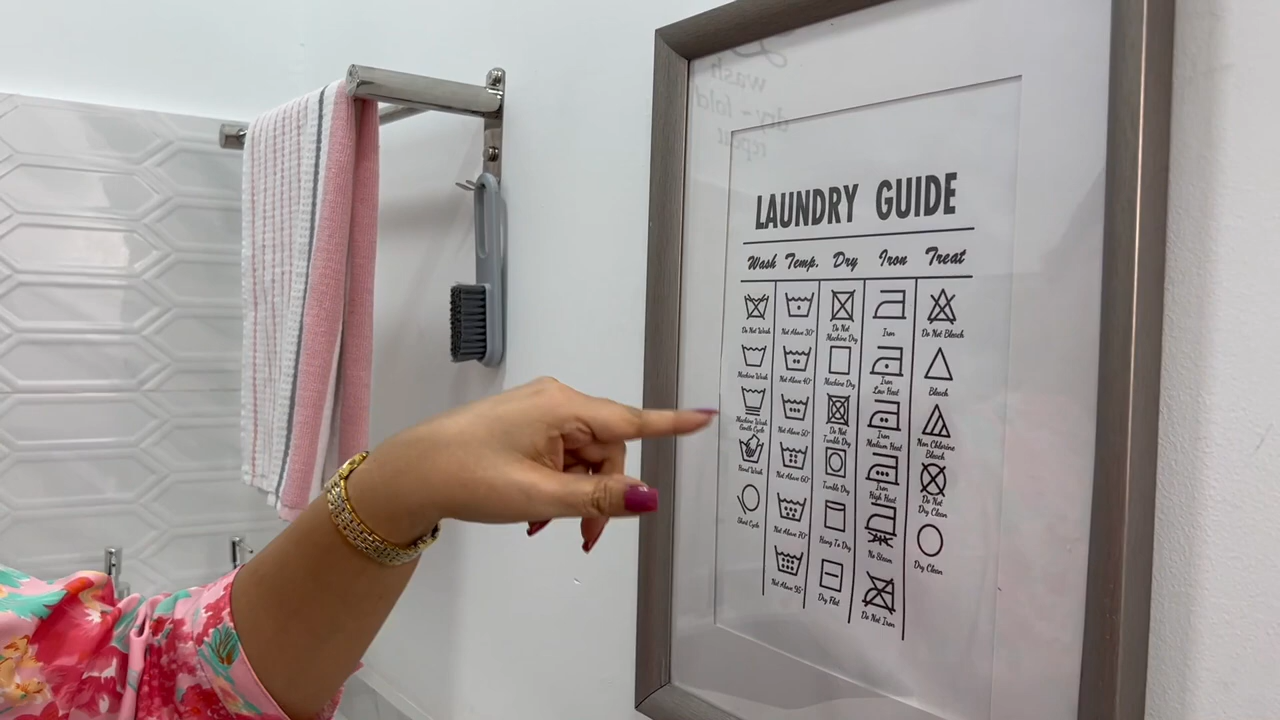 wash
dry - fold
repeat
LAUNDRY GUIDE
Wash Temp. Dry Iron Treat
Do Not Wash
Machine Wash
Machine Wash
Gentle Cycle
Hand Wash
Short Cycle
Not Above 30°
Not Above 40°
Not Above 50°
Not Above 60°
Not Above 70°
Not Above 95°
Do Not
Machine Dry
Machine Dry
Do Not
Tumble Dry
Tumble Dry
Hang To Dry
Dry Flat
Iron
Iron
Low Heat
Iron
Medium Heat
Iron
High Heat
No Steam
Do Not Iron
Do Not Bleach
Bleach
Non Chlorine
Bleach
Do Not
Dry Clean
Dry Clean